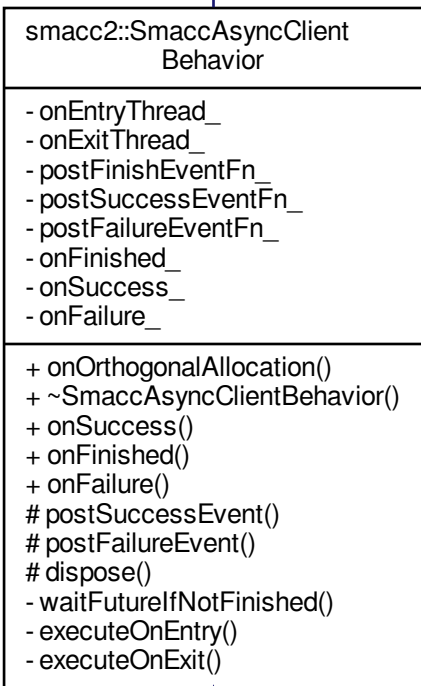 smacc2::SmaccAsyncClient
Behavior
- onEntryThread_
- onExitThread_
- postFinishEventFn_
- postSuccessEventFn_
- postFailureEventFn_
- onFinished_
- onSuccess_
- onFailure_
+ onOrthogonalAllocation()
+ ~SmaccAsyncClientBehavior()
+ onSuccess()
+ onFinished()
+ onFailure()
# postSuccessEvent()
# postFailureEvent()
# dispose()
- waitFutureIfNotFinished()
- executeOnEntry()
- executeOnExit()